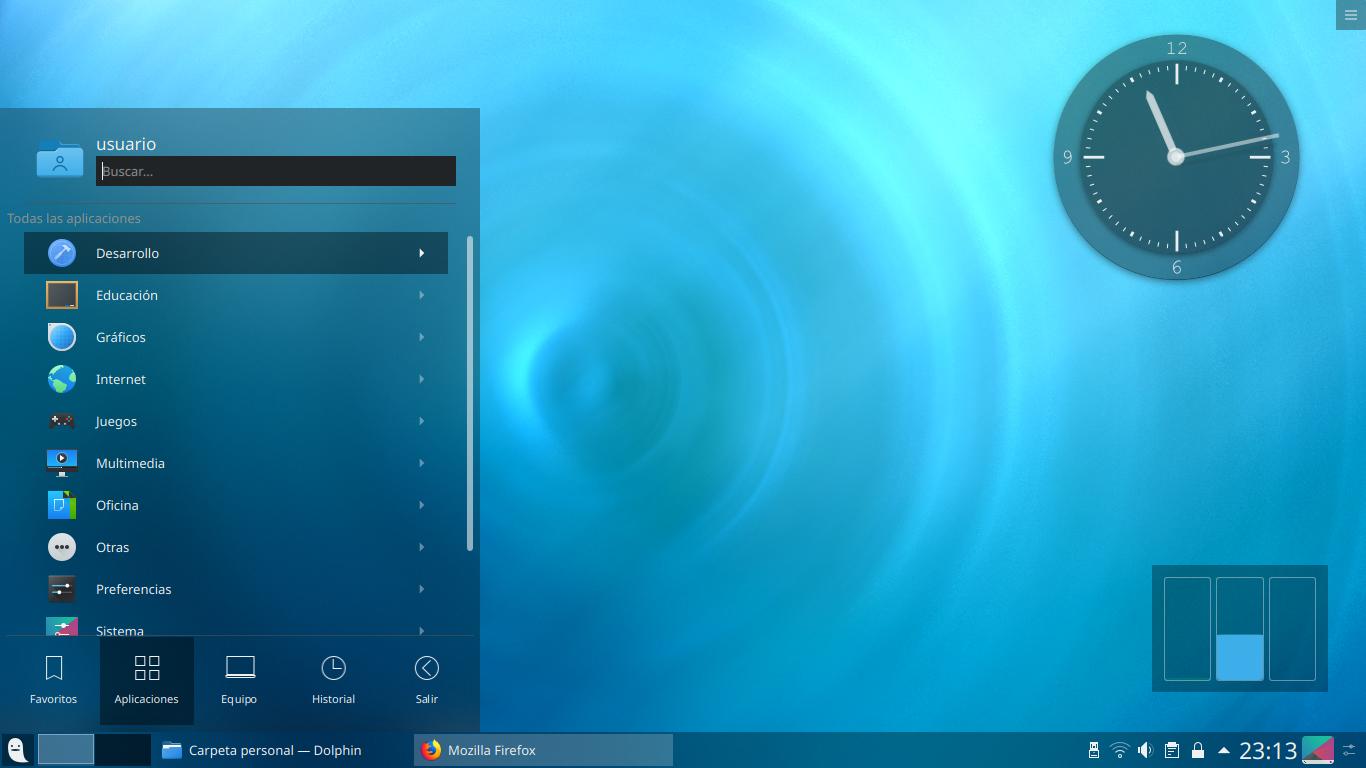 12
9
3
6
usuario
Buscar...
Todas las aplicaciones
Desarrollo
Educación
Gráficos
Internet
Juegos
Multimedia
Oficina
Otras
Preferencias
Sistema
Favoritos
Aplicaciones
Equipo
Historial
Salir
Carpeta personal — Dolphin
Mozilla Firefox
23:13